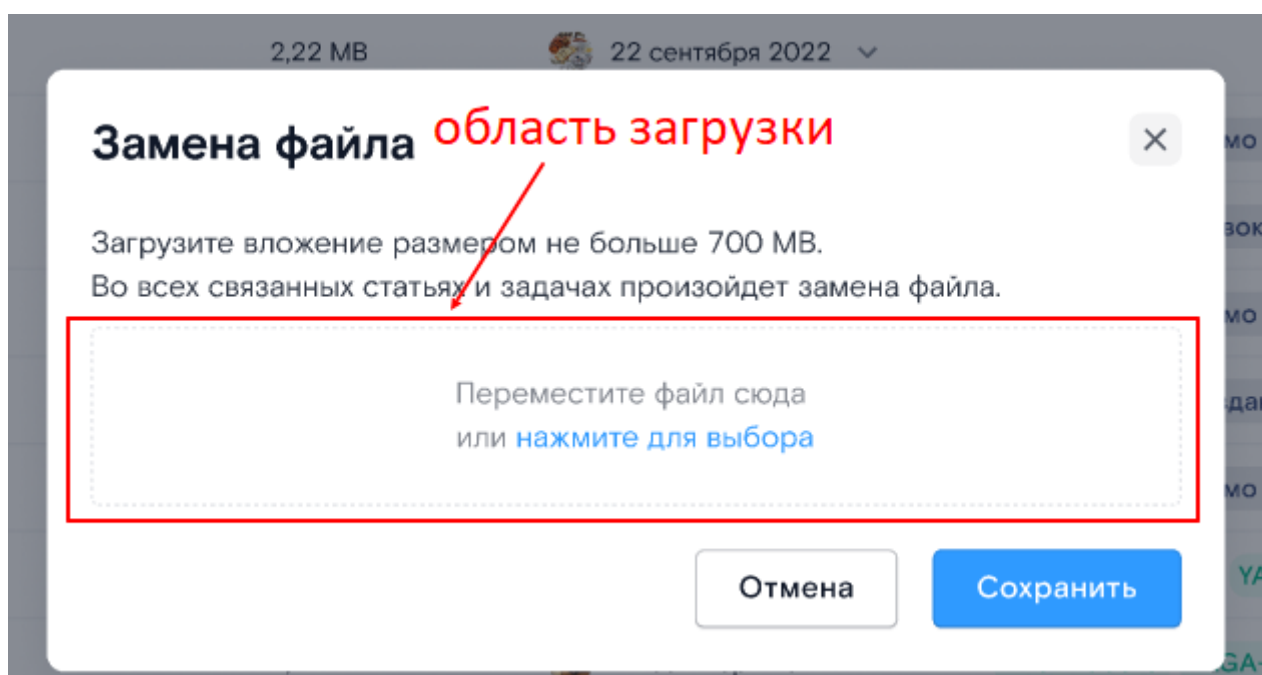 2,22 MB 22 сентября 2022
Замена файла
область загрузки
Загрузите вложение размером не больше 700 MB.
Во всех связанных статьях и задачах произойдет замена файла.
Переместите файл сюда
или нажмите для выбора
Отмена Сохранить